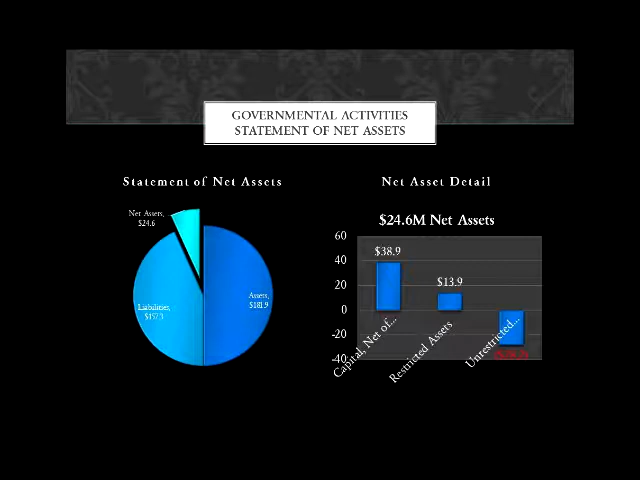 GOVERNMENTAL ACTIVITIES
STATEMENT OF NET ASSETS
Statement of Net Assets
Net Assets,
$24.6
Liabilities,
$157.3
Assets,
$181.9
Net Asset Detail
$24.6M Net Assets
60
40
20
0
-20
-40
$38.9
$13.9
Capital, Net of...
Restricted Assets
Unrestricted...